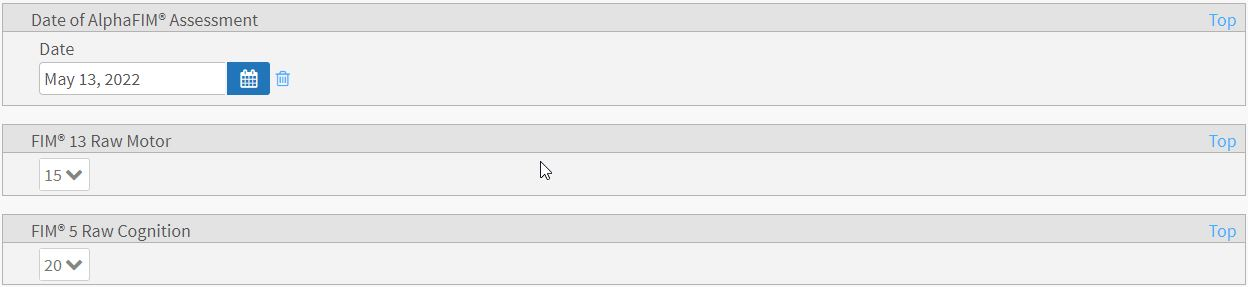 Date of AlphaFIM® Assessment Top
Date
May 13, 2022
FIM® 13 Raw Motor Top
15
FIM® 5 Raw Cognition Top
20